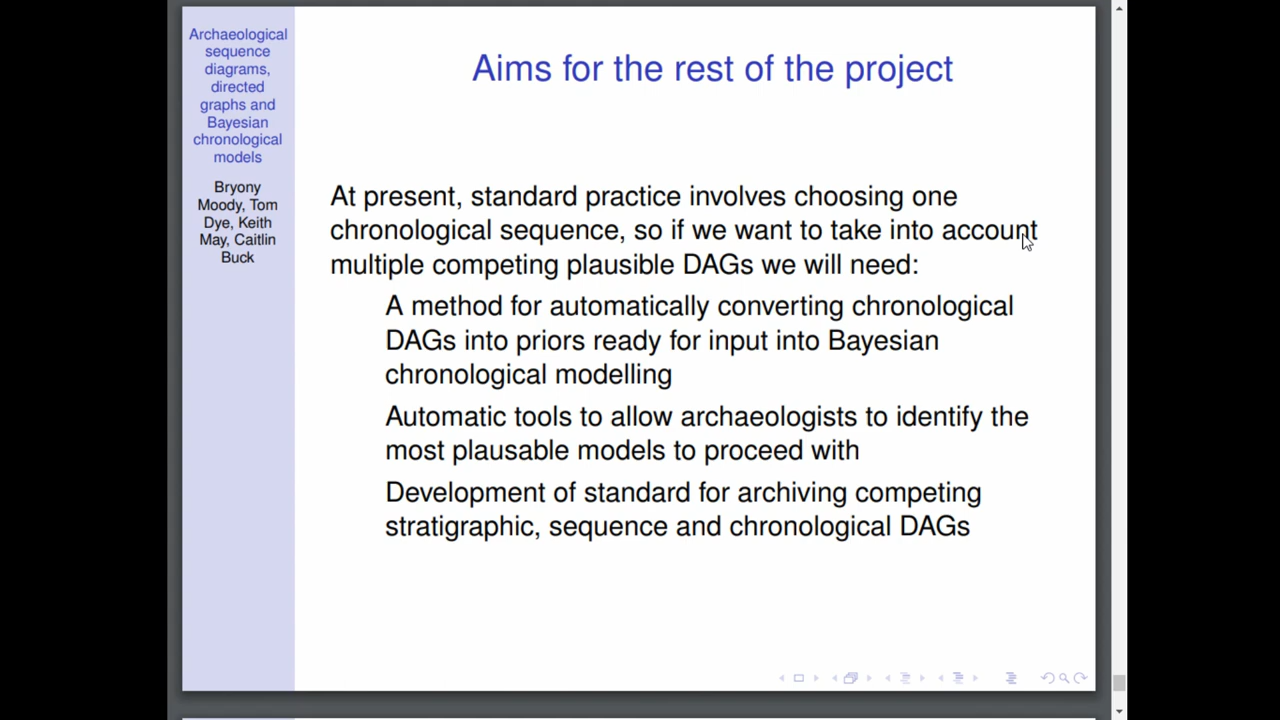 Archaeological
sequence
diagrams,
directed
graphs and
Bayesian
chronological
models
Bryony
Moody, Tom
Dye, Keith
May, Caitlin
Buck
Aims for the rest of the project
At present, standard practice involves choosing one
chronological sequence, so if we want to take into account
multiple competing plausible DAGs we will need:
A method for automatically converting chronological
DAGs into priors ready for input into Bayesian
chronological modelling
Automatic tools to allow archaeologists to identify the
most plausable models to proceed with
Development of standard for archiving competing
stratigraphic, sequence and chronological DAGs